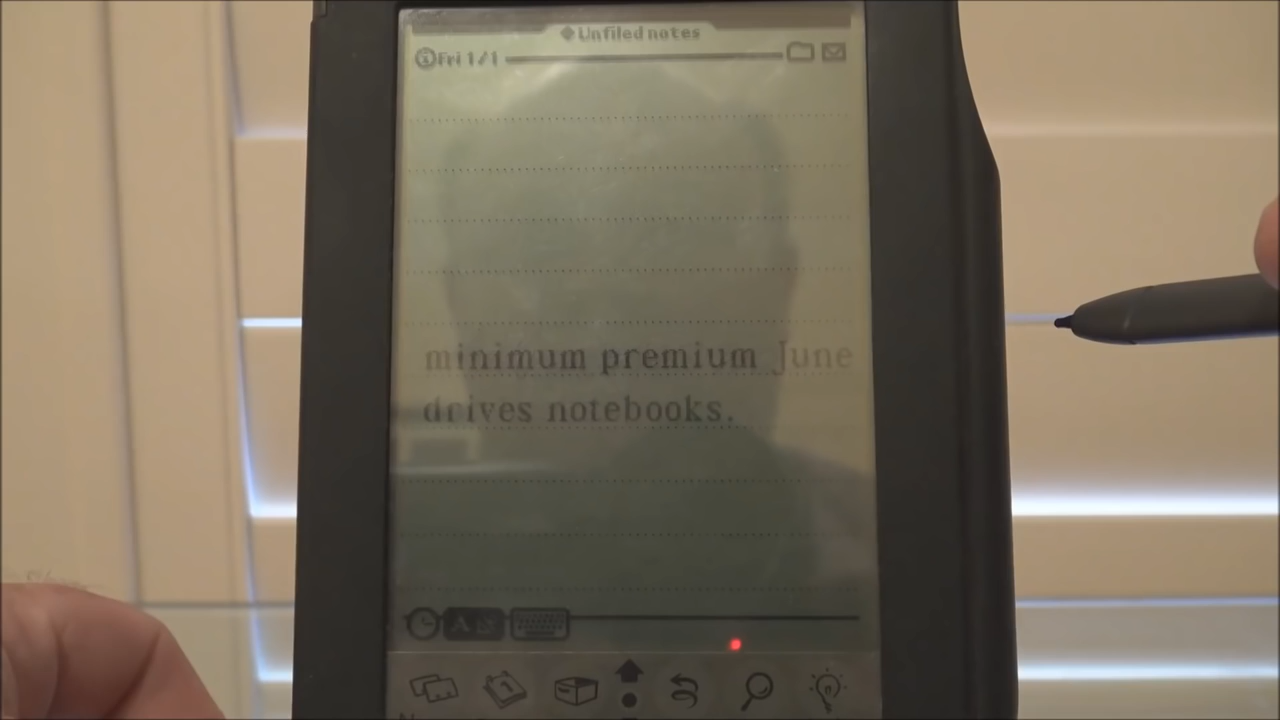 Unfiled notes
Fri 1/1
minimum premium June
drives notebooks.
A